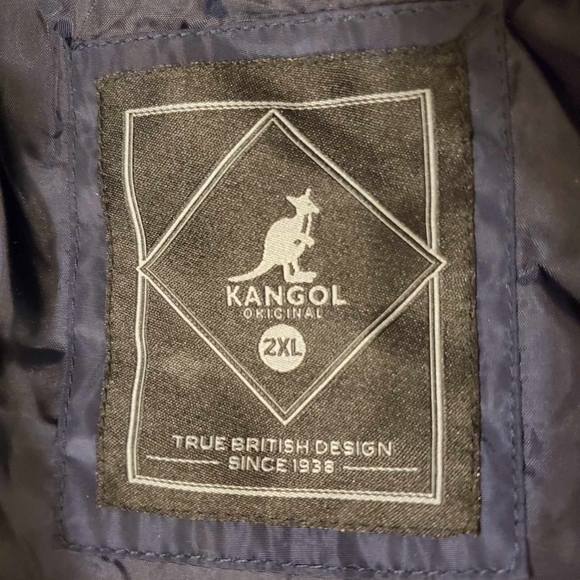 KANGOL
ORIGINAL
2XL
TRUE BRITISH DESIGN
SINCE 1938